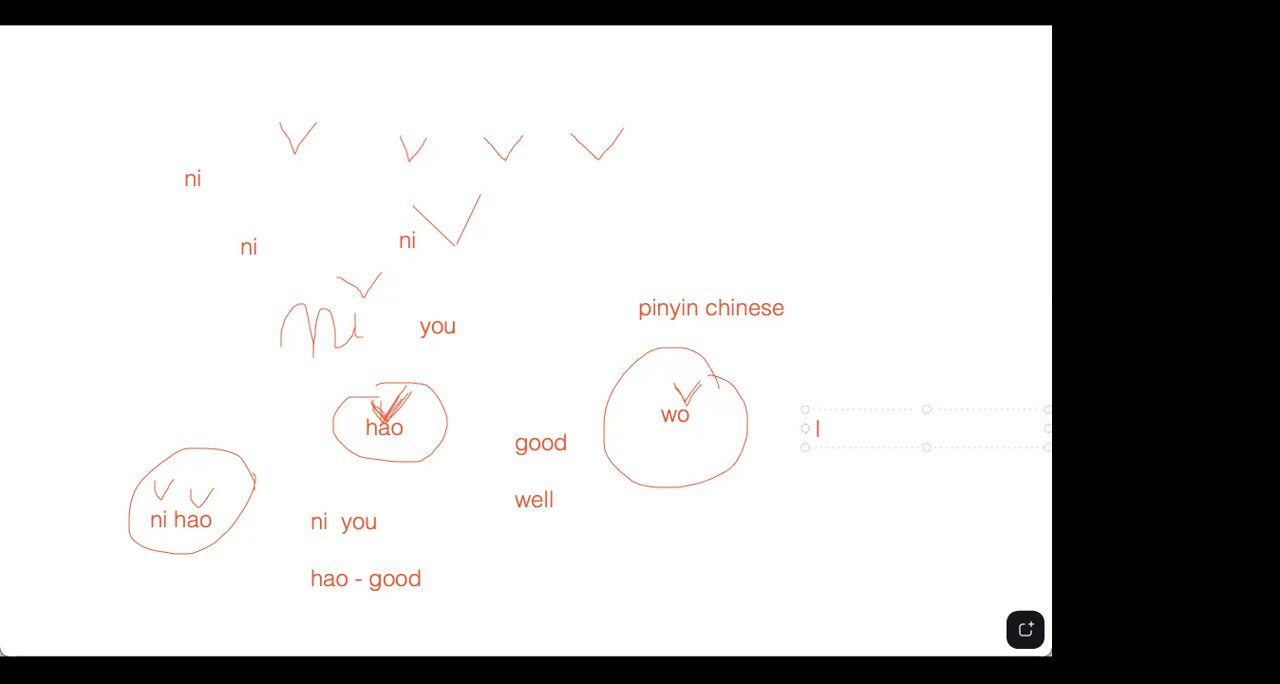 ni
ni
ni
ni
you
pinyin chinese
hao
wo
good
well
ni hao
ni you
hao - good